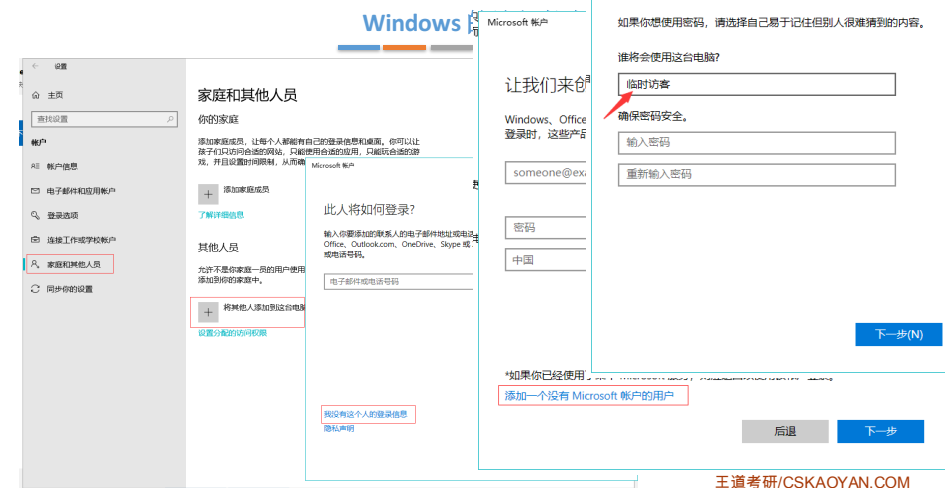 Windows
设置
主页
查找设置
帐户
帐户信息
电子邮件和应用帐户
登录选项
连接工作或学校帐户
家庭和其他人员
同步你的设置
家庭和其他人员
你的家庭
添加家庭成员，让每个人都能有自己的登录信息和桌面。你可以让
孩子们只访问合适的网站，只能使用合适的应用，只能玩合适的游
戏，并且设置时间限制，从而确
添加家庭成员
了解详细信息
其他人员
允许不是你家庭一员的用户使用
添加到你的家庭中。
将其他人添加到这台电脑
设置分配的访问权限
Microsoft 帐户
此人将如何登录?
输入你要添加的联系人的电子邮件地址或电话
Office、Outlook.com、OneDrive、Skype 或
或电话号码。
电子邮件或电话号码
我没有这个人的登录信息
隐私声明
Microsoft 帐户
让我们来创
Windows、Office
登录时，这些产品
someone@exa
密码
中国
*如果你已经使用
添加一个没有 Microsoft 帐户的用户
后退
下一步
如果你想使用密码，请选择自己易于记住但别人很难猜到的内容。
谁将会使用这台电脑?
临时访客
确保密码安全。
输入密码
重新输入密码
下一步(N)
王道考研/CSKAOYAN.COM